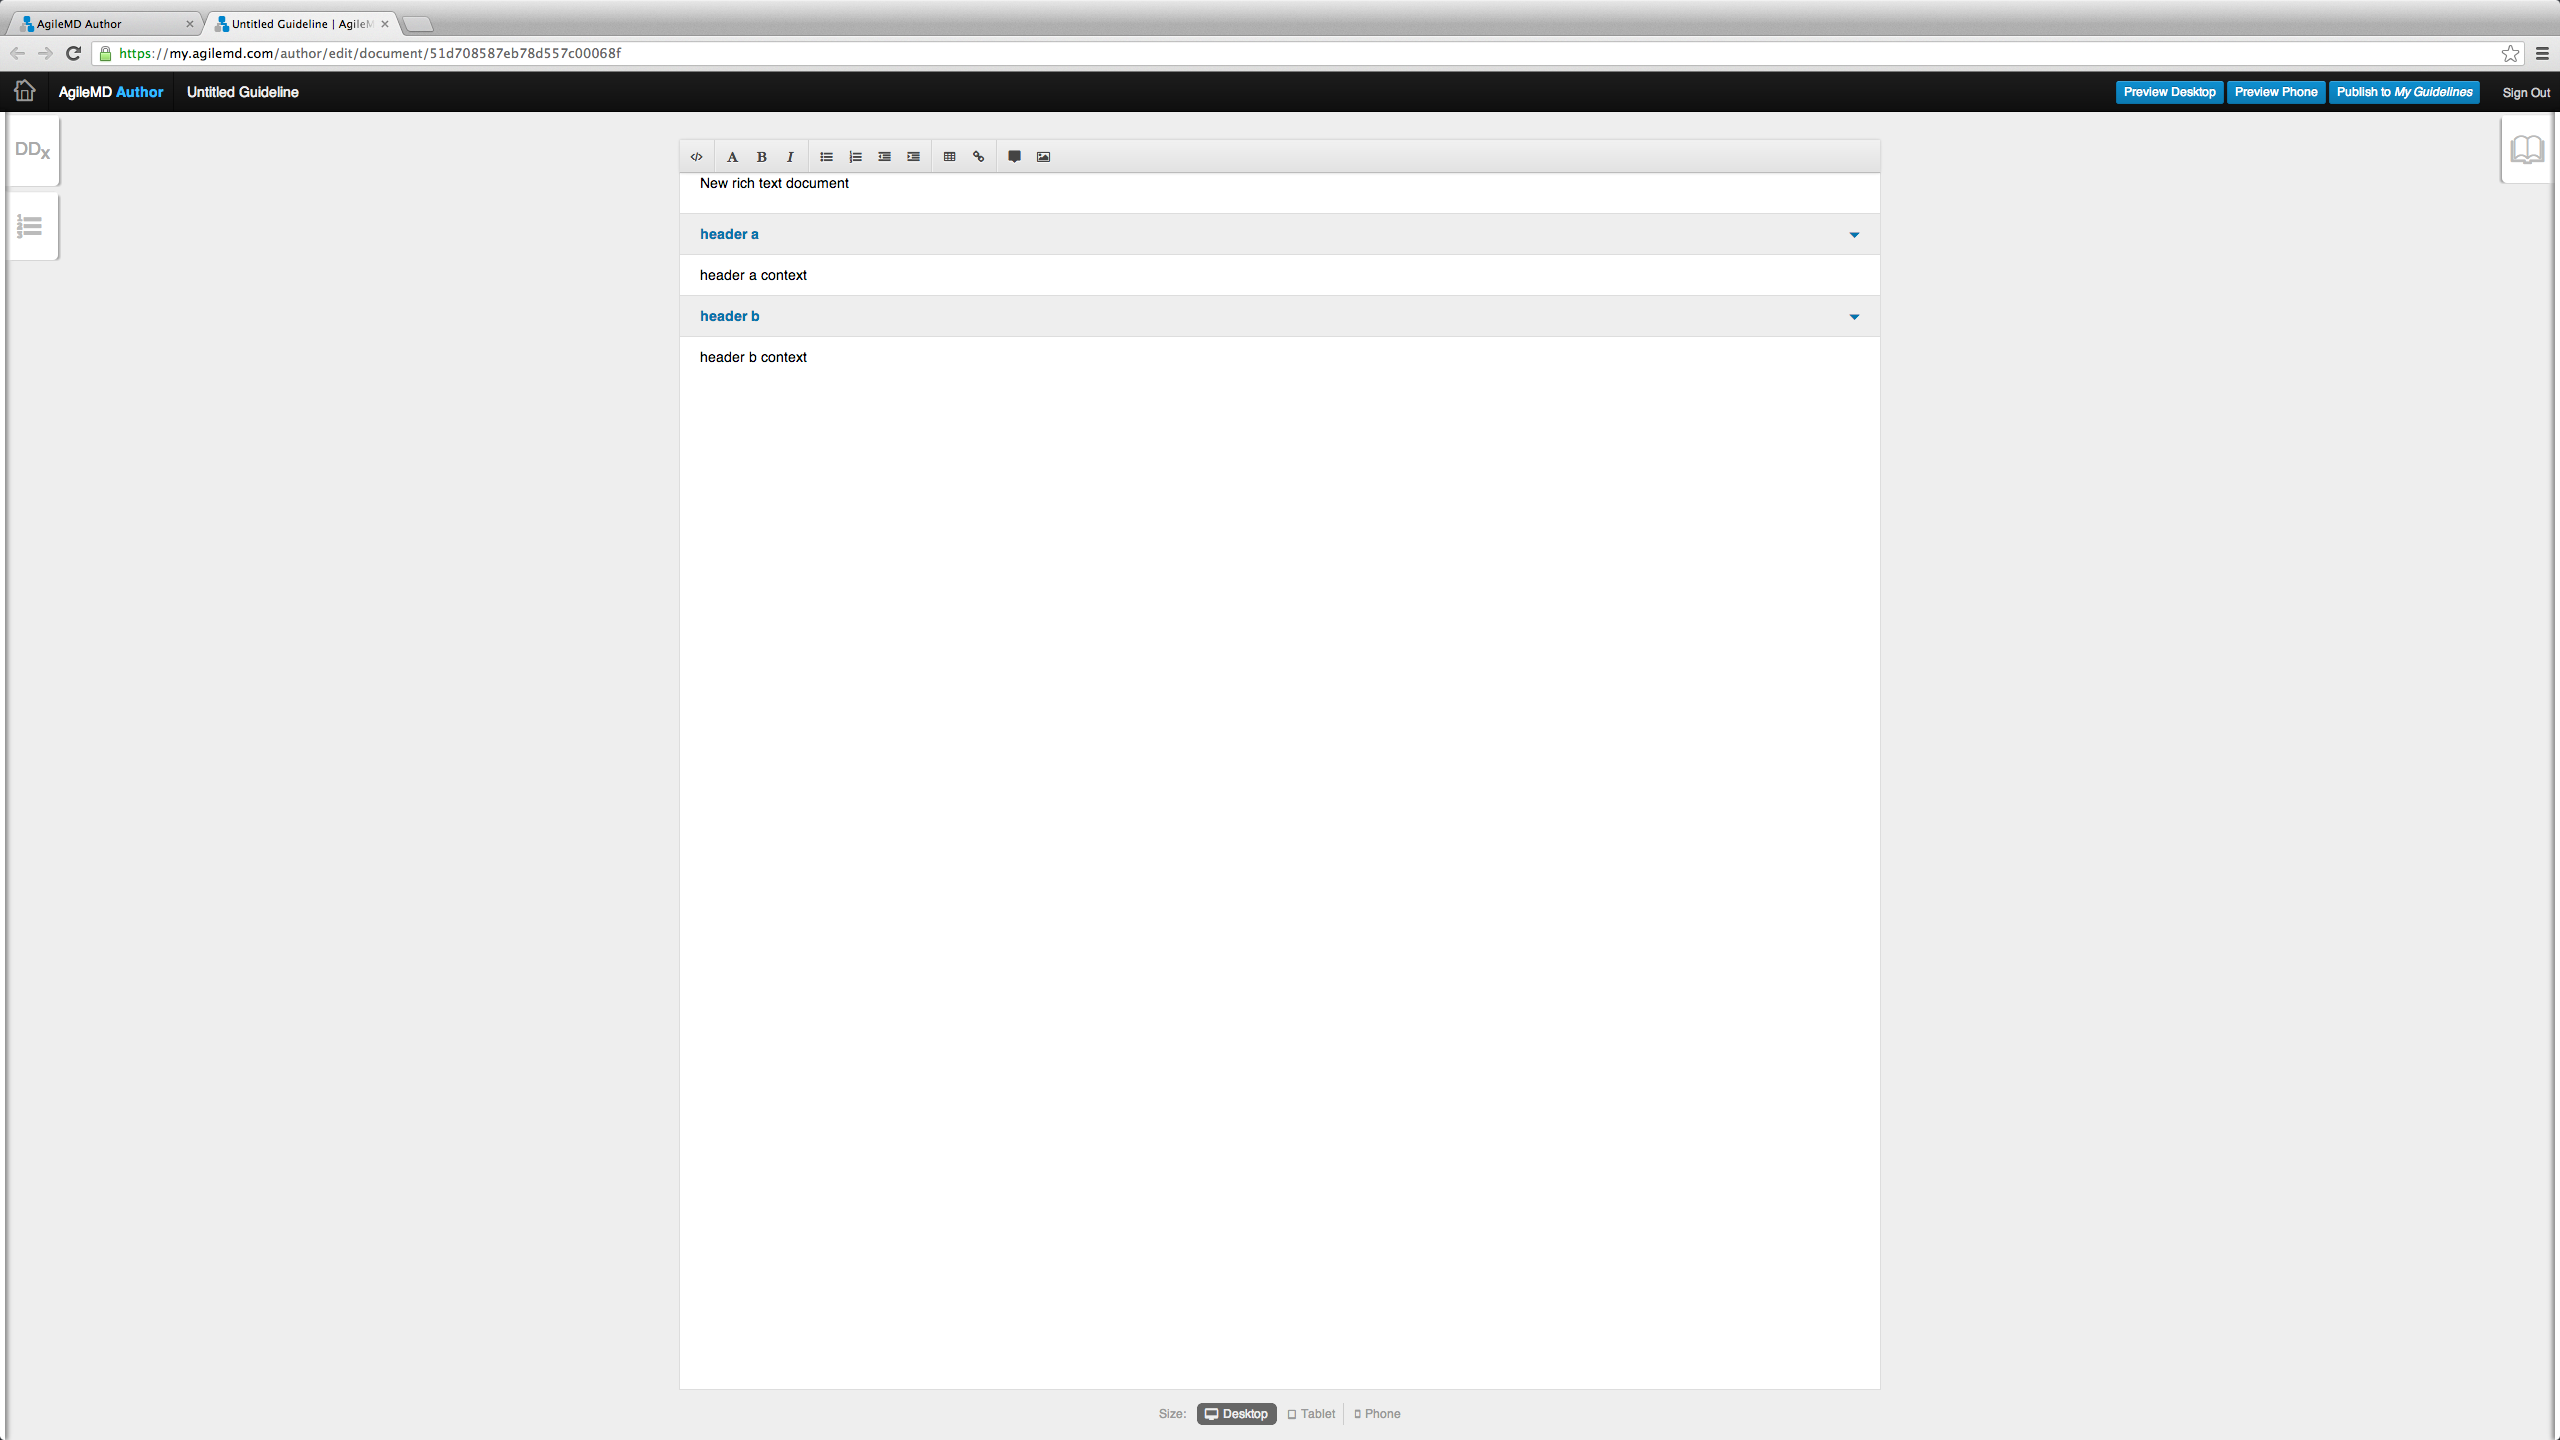 AgileMD Author
Untitled Guideline | AgileM
https://my.agilemd.com/author/edit/document/51d708587eb78d557c00068f
AgileMD Author Untitled Guideline Preview Desktop Preview Phone Publish to My Guidelines Sign Out
DDx
A B I
New rich text document
header a
header a context
header b
header b context
Size: Desktop Tablet Phone